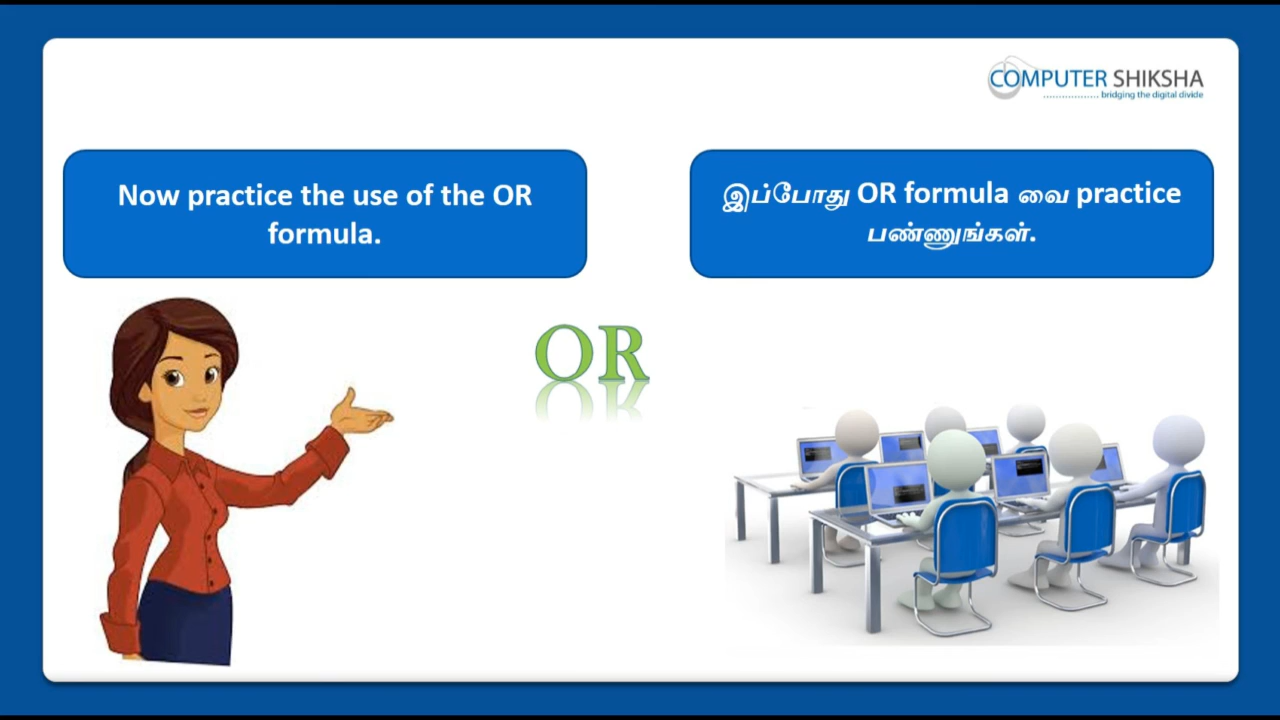 COMPUTER SHIKSHA
bridging the digital divide
Now practice the use of the OR
formula.
இப்போது OR formula வை practice
பண்ணுங்கள்.
OR